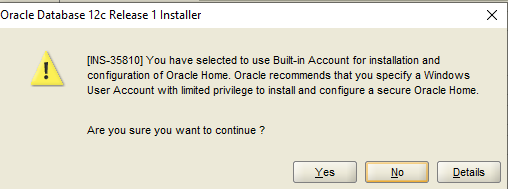 Oracle Database 12c Release 1 Installer
[INS-35810] You have selected to use Built-in Account for installation and
configuration of Oracle Home. Oracle recommends that you specify a Windows
User Account with limited privilege to install and configure a secure Oracle Home.
Are you sure you want to continue ?
Yes No Details